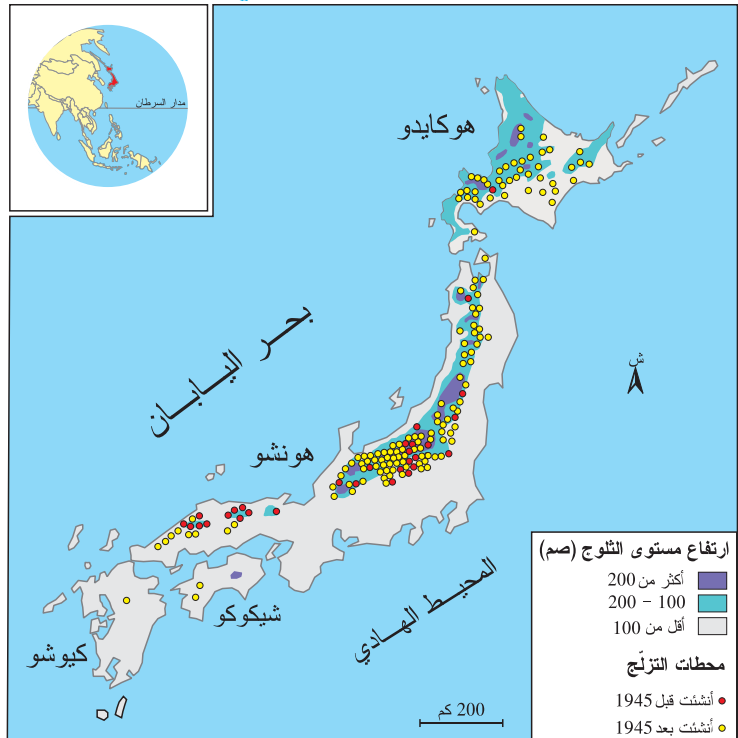 مدار السرطان
هوكايدو
بحر اليابان
ش
هونشو
شيكوكو
كيوشو
المحيط الهادي
200 كم
ارتفاع مستوى الثلوج (صم)
أكثر من 200
100 – 200
أقل من 100
محطات التزلّج
أنشئت قبل 1945
أنشئت بعد 1945